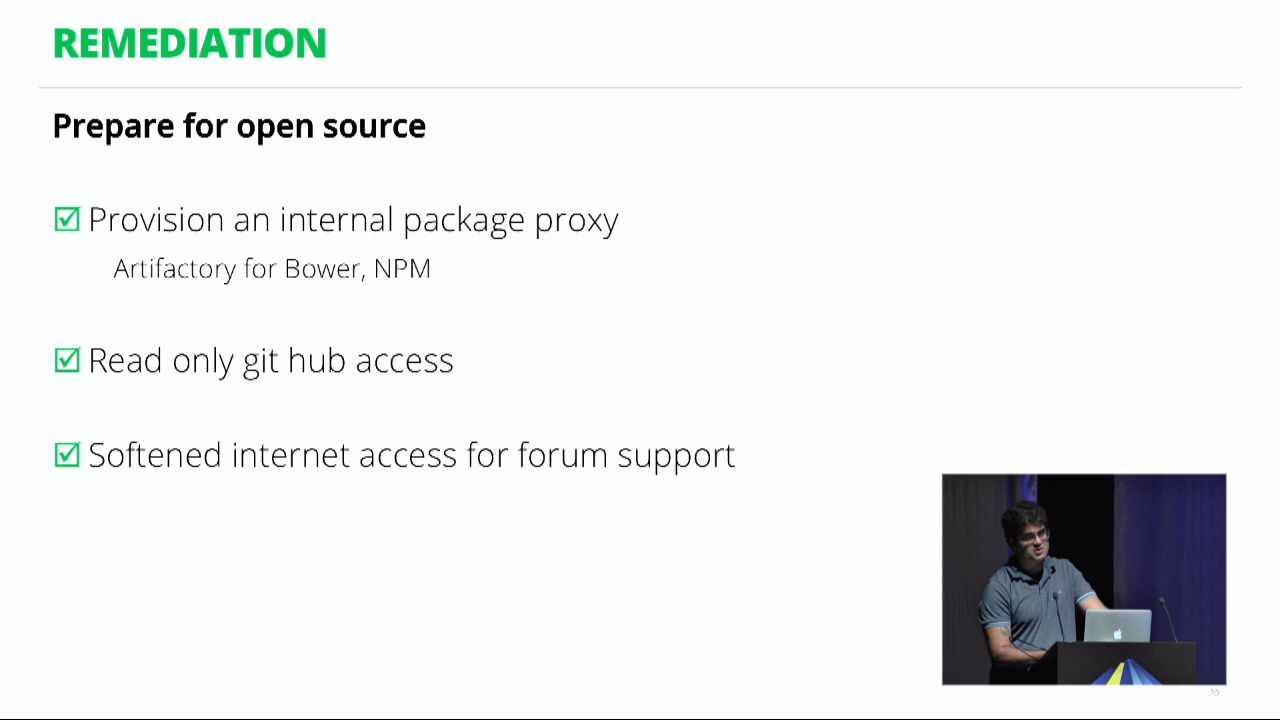 REMEDIATION
Prepare for open source
Provision an internal package proxy
Artifactory for Bower, NPM
Read only git hub access
Softened internet access for forum support
20